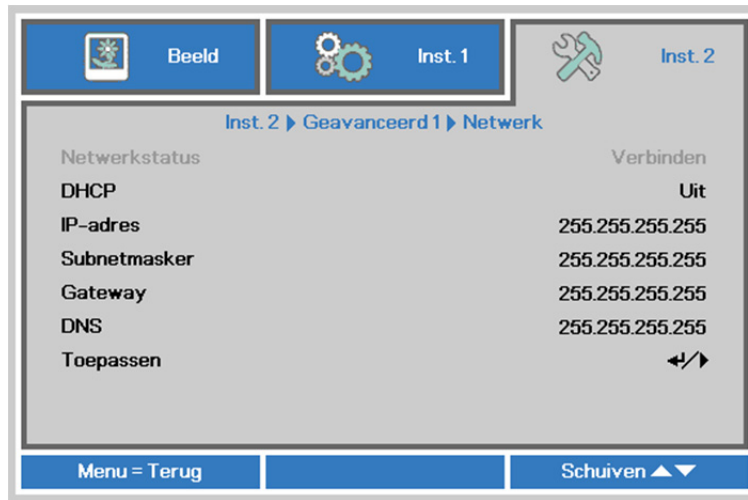 Beeld Inst. 1 Inst. 2
Inst. 2 Geavanceerd 1 Netwerk
Netwerkstatus Verbinden
DHCP Uit
IP-adres 255.255.255.255
Subnetmasker 255.255.255.255
Gateway 255.255.255.255
DNS 255.255.255.255
Toepassen
Menu = Terug Schuiven